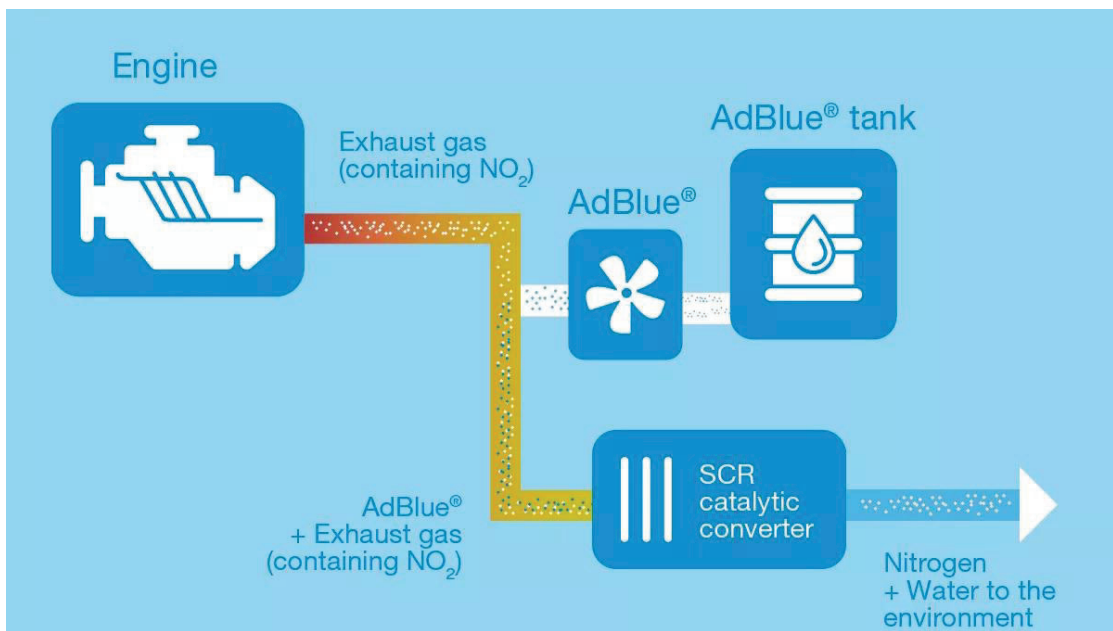 Engine
Exhaust gas
(containing NO₂)
AdBlue® tank
AdBlue®
SCR
catalytic
converter
AdBlue®
+ Exhaust gas
(containing NO₂)
Nitrogen
+ Water to the
environment